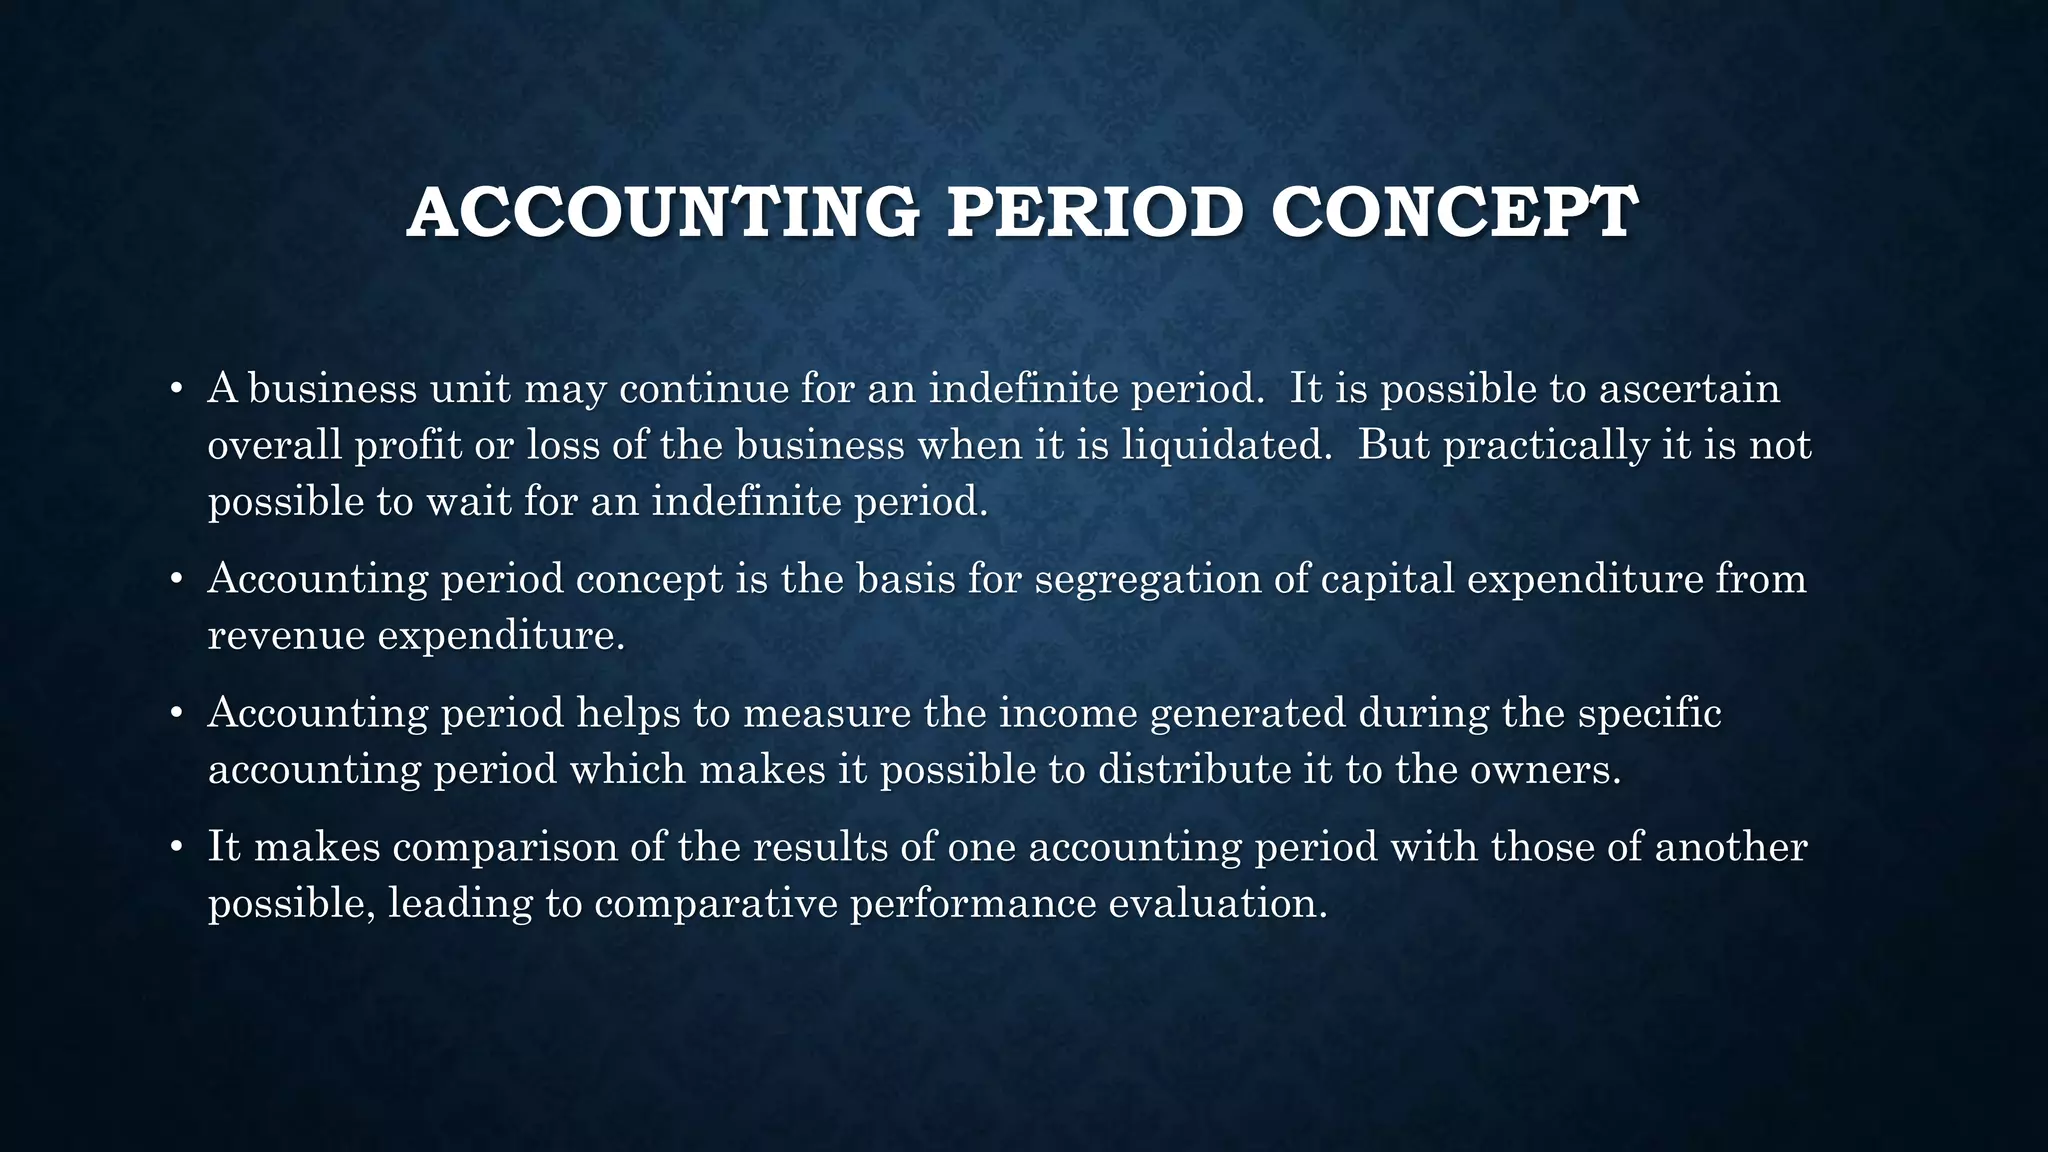 ACCOUNTING PERIOD CONCEPT
• A business unit may continue for an indefinite period.  It is possible to ascertain
overall profit or loss of the business when it is liquidated.  But practically it is not
possible to wait for an indefinite period.
• Accounting period concept is the basis for segregation of capital expenditure from
revenue expenditure.
• Accounting period helps to measure the income generated during the specific
accounting period which makes it possible to distribute it to the owners.
• It makes comparison of the results of one accounting period with those of another
possible, leading to comparative performance evaluation.